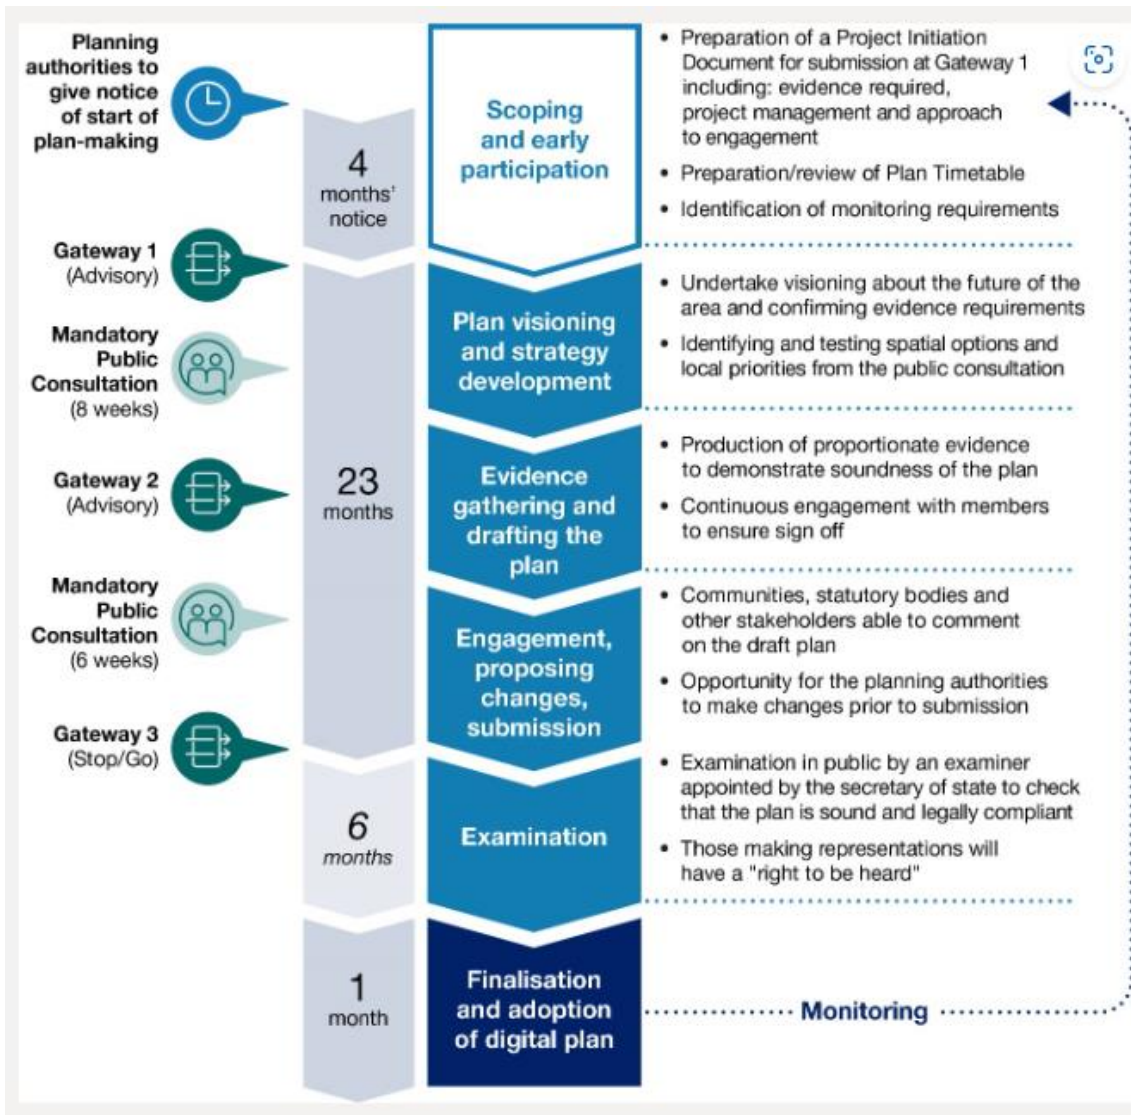 Planning
authorities to
give notice
of start of
plan-making
4
months'
notice
Scoping
and early
participation
• Preparation of a Project Initiation
Document for submission at Gateway 1
including: evidence required,
project management and approach
to engagement
• Preparation/review of Plan Timetable
• Identification of monitoring requirements
Gateway 1
(Advisory)
Mandatory
Public
Consultation
(8 weeks)
Plan visioning
and strategy
development
• Undertake visioning about the future of the
area and confirming evidence requirements
• Identifying and testing spatial options and
local priorities from the public consultation
Gateway 2
(Advisory)
23
months
Evidence
gathering and
drafting the
plan
• Production of proportionate evidence
to demonstrate soundness of the plan
• Continuous engagement with members
to ensure sign off
Mandatory
Public
Consultation
(6 weeks)
Engagement,
proposing
changes,
submission
• Communities, statutory bodies and
other stakeholders able to comment
on the draft plan
• Opportunity for the planning authorities
to make changes prior to submission
Gateway 3
(Stop/Go)
6
months
Examination
• Examination in public by an examiner
appointed by the secretary of state to check
that the plan is sound and legally compliant
• Those making representations will
have a "right to be heard"
1
month
Finalisation
and adoption
of digital plan
Monitoring